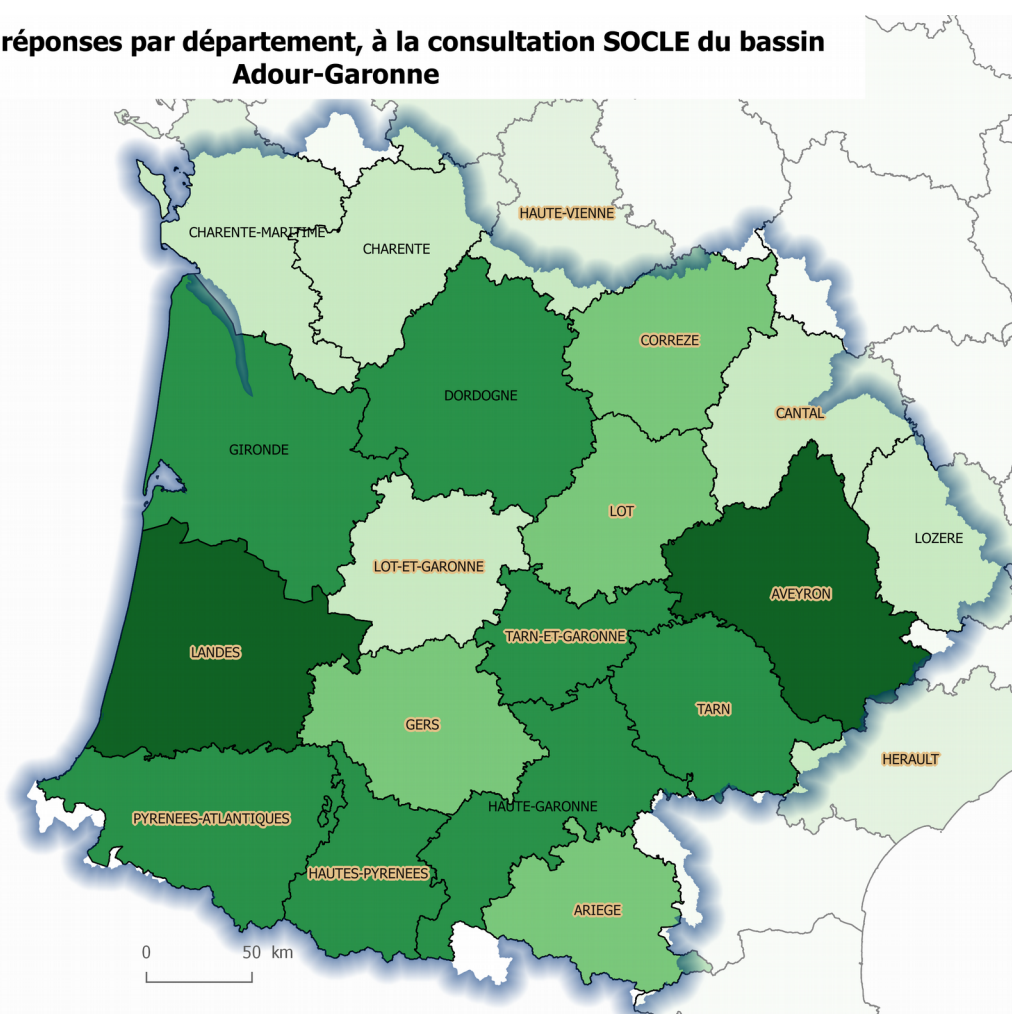 réponses par département, à la consultation SOCLE du bassin
Adour-Garonne
HAUTE-VIENNE
CHARENTE-MARITIME
CHARENTE
CORREZE
DORDOGNE
CANTAL
GIRONDE
LOT
LOZERE
LOT-ET-GARONNE
AVEYRON
TARN-ET-GARONNE
LANDES
TARN
GERS
HERAULT
HAUTE-GARONNE
PYRENEES-ATLANTIQUES
HAUTES-PYRENEES
ARIEGE
0 50 km